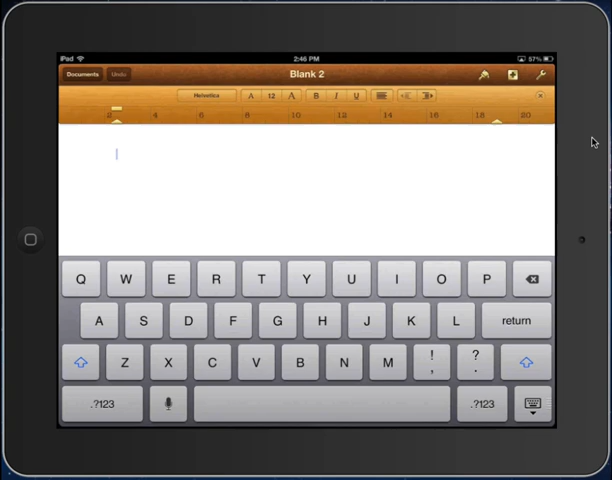 iPad 2:46 PM 57%
Documents Undo Blank 2
Helvetica A 12 A B I U
2 4 6 8 10 12 14 16 18 20
Q W E R T Y U I O P
A S D F G H J K L return
Z X C V B N M ! , ? .
.?123 .?123